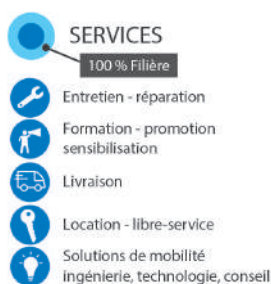 SERVICES
100 % Filière
Entretien - réparation
Formation - promotion
sensibilisation
Livraison
Location - libre-service
Solutions de mobilité
ingénierie, technologie, conseil